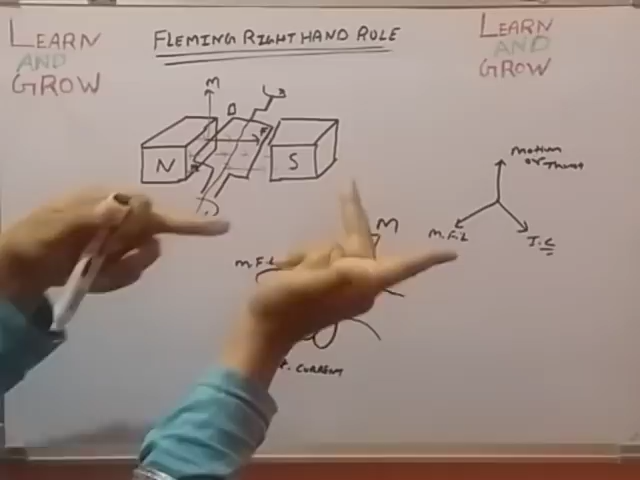 LEARN
AND
GROW
FLEMING RIGHT HAND RULE
LEARN
AND
GROW
M
N
S
MOTION
OR THRUST
M.F.L
I.C
M
M.F.L
CURRENT